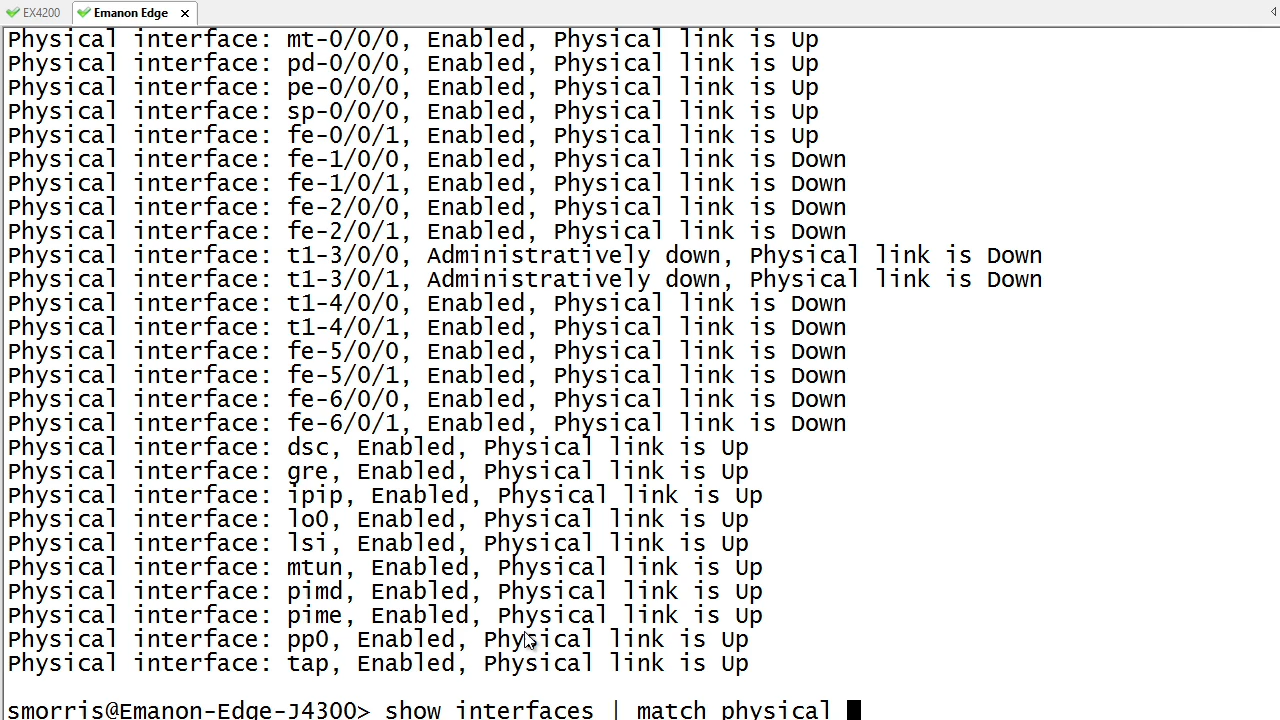 EX4200
Emanon Edge
Physical interface: mt-0/0/0, Enabled, Physical link is Up
Physical interface: pd-0/0/0, Enabled, Physical link is Up
Physical interface: pe-0/0/0, Enabled, Physical link is Up
Physical interface: sp-0/0/0, Enabled, Physical link is Up
Physical interface: fe-0/0/1, Enabled, Physical link is Up
Physical interface: fe-1/0/0, Enabled, Physical link is Down
Physical interface: fe-1/0/1, Enabled, Physical link is Down
Physical interface: fe-2/0/0, Enabled, Physical link is Down
Physical interface: fe-2/0/1, Enabled, Physical link is Down
Physical interface: t1-3/0/0, Administratively down, Physical link is Down
Physical interface: t1-3/0/1, Administratively down, Physical link is Down
Physical interface: t1-4/0/0, Enabled, Physical link is Down
Physical interface: t1-4/0/1, Enabled, Physical link is Down
Physical interface: fe-5/0/0, Enabled, Physical link is Down
Physical interface: fe-5/0/1, Enabled, Physical link is Down
Physical interface: fe-6/0/0, Enabled, Physical link is Down
Physical interface: fe-6/0/1, Enabled, Physical link is Down
Physical interface: dsc, Enabled, Physical link is Up
Physical interface: gre, Enabled, Physical link is Up
Physical interface: ipip, Enabled, Physical link is Up
Physical interface: lo0, Enabled, Physical link is Up
Physical interface: lsi, Enabled, Physical link is Up
Physical interface: mtun, Enabled, Physical link is Up
Physical interface: pimd, Enabled, Physical link is Up
Physical interface: pime, Enabled, Physical link is Up
Physical interface: pp0, Enabled, Physical link is Up
Physical interface: tap, Enabled, Physical link is Up
smorris@Emanon-Edge-J4300> show interfaces | match physical